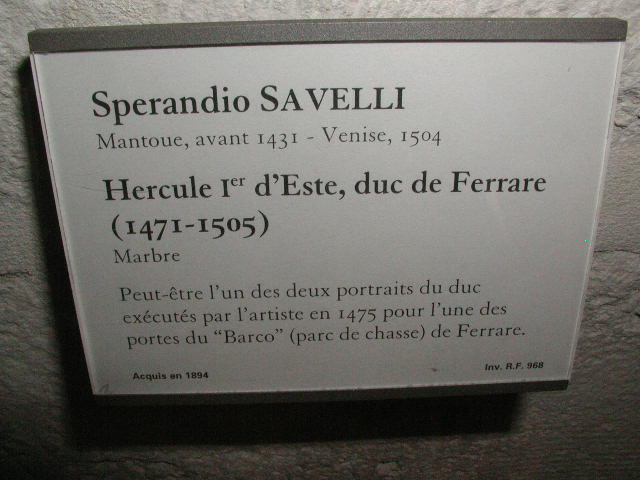 Sperandio SAVELLI
Mantoue, avant 1431 - Venise, 1504
Hercule Ier d'Este, duc de Ferrare
(1471-1505)
Marbre
Peut-être l'un des deux portraits du duc
exécutés par l'artiste en 1475 pour l'une des
portes du "Barco" (parc de chasse) de Ferrare.
Acquis en 1894
Inv. R.F. 968